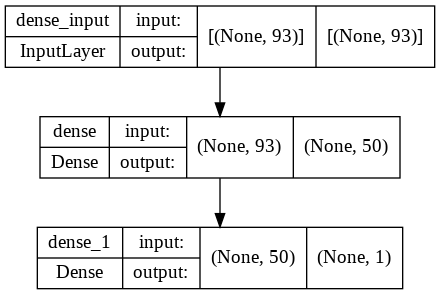 dense_input input: [(None, 93)] [(None, 93)]
InputLayer output:
dense input: (None, 93) (None, 50)
Dense output:
dense_1 input: (None, 50) (None, 1)
Dense output: